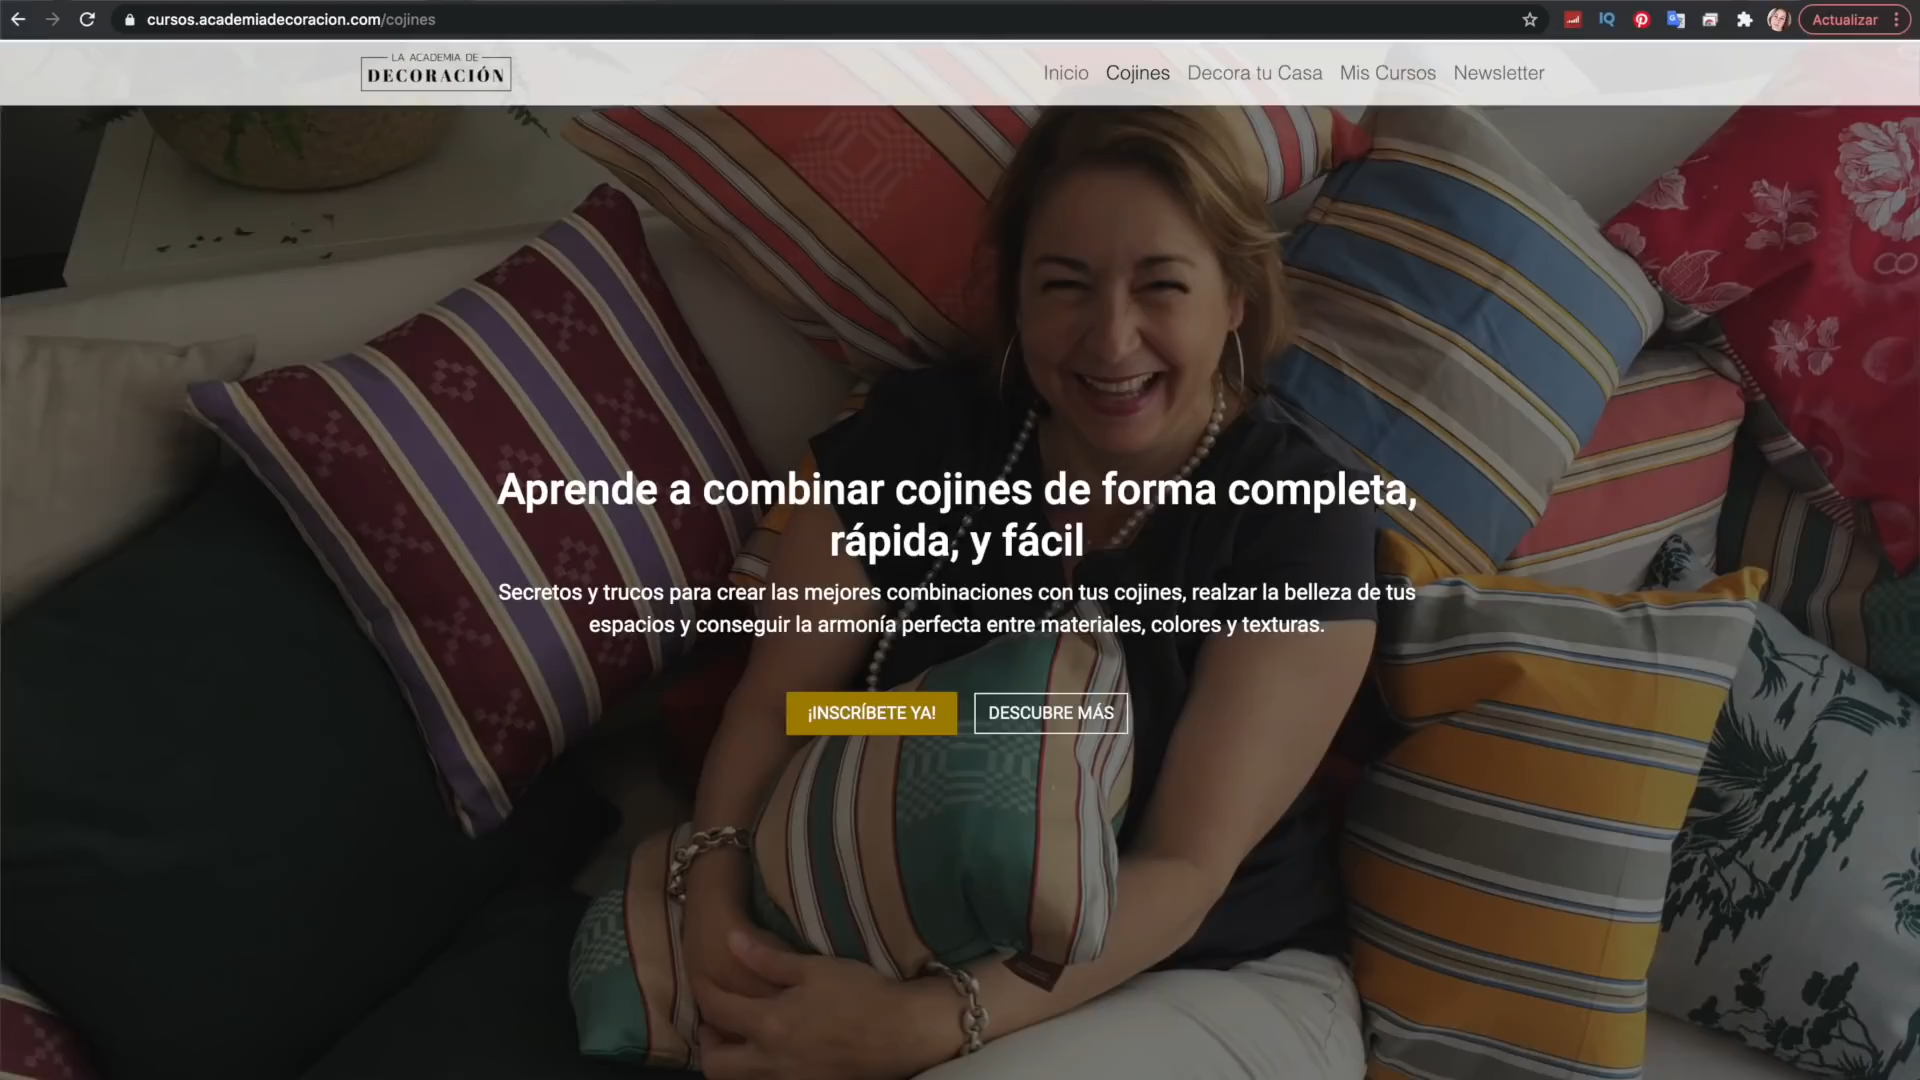 cursos.academiadecoracion.com/cojines
Actualizar
LA ACADEMIA DE
DECORACIÓN
Inicio Cojines Decora tu Casa Mis Cursos Newsletter
Aprende a combinar cojines de forma completa,
rápida, y fácil
Secretos y trucos para crear las mejores combinaciones con tus cojines, realzar la belleza de tus
espacios y conseguir la armonía perfecta entre materiales, colores y texturas.
¡INSCRÍBETE YA! DESCUBRE MÁS